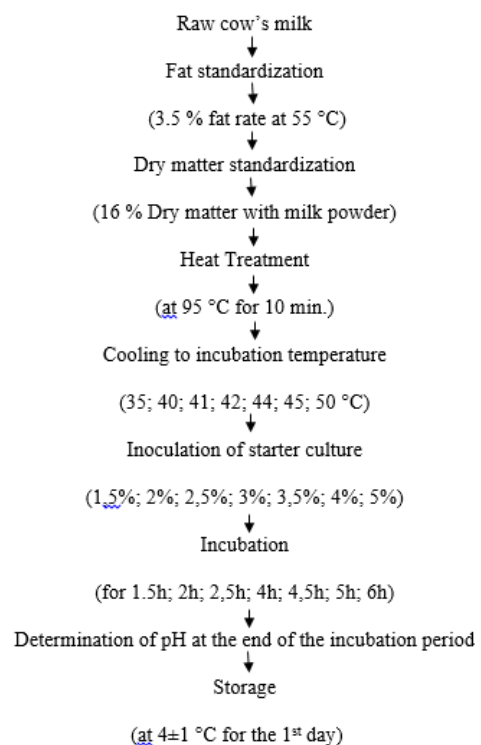 Raw cow’s milk
Fat standardization
(3.5 % fat rate at 55 °C)
Dry matter standardization
(16 % Dry matter with milk powder)
Heat Treatment
(at 95 °C for 10 min.)
Cooling to incubation temperature
(35; 40; 41; 42; 44; 45; 50 °C)
Inoculation of starter culture
(1,5%; 2%; 2,5%; 3%; 3,5%; 4%; 5%)
Incubation
(for 1.5h; 2h; 2,5h; 4h; 4,5h; 5h; 6h)
Determination of pH at the end of the incubation period
Storage
(at 4±1 °C for the 1st day)